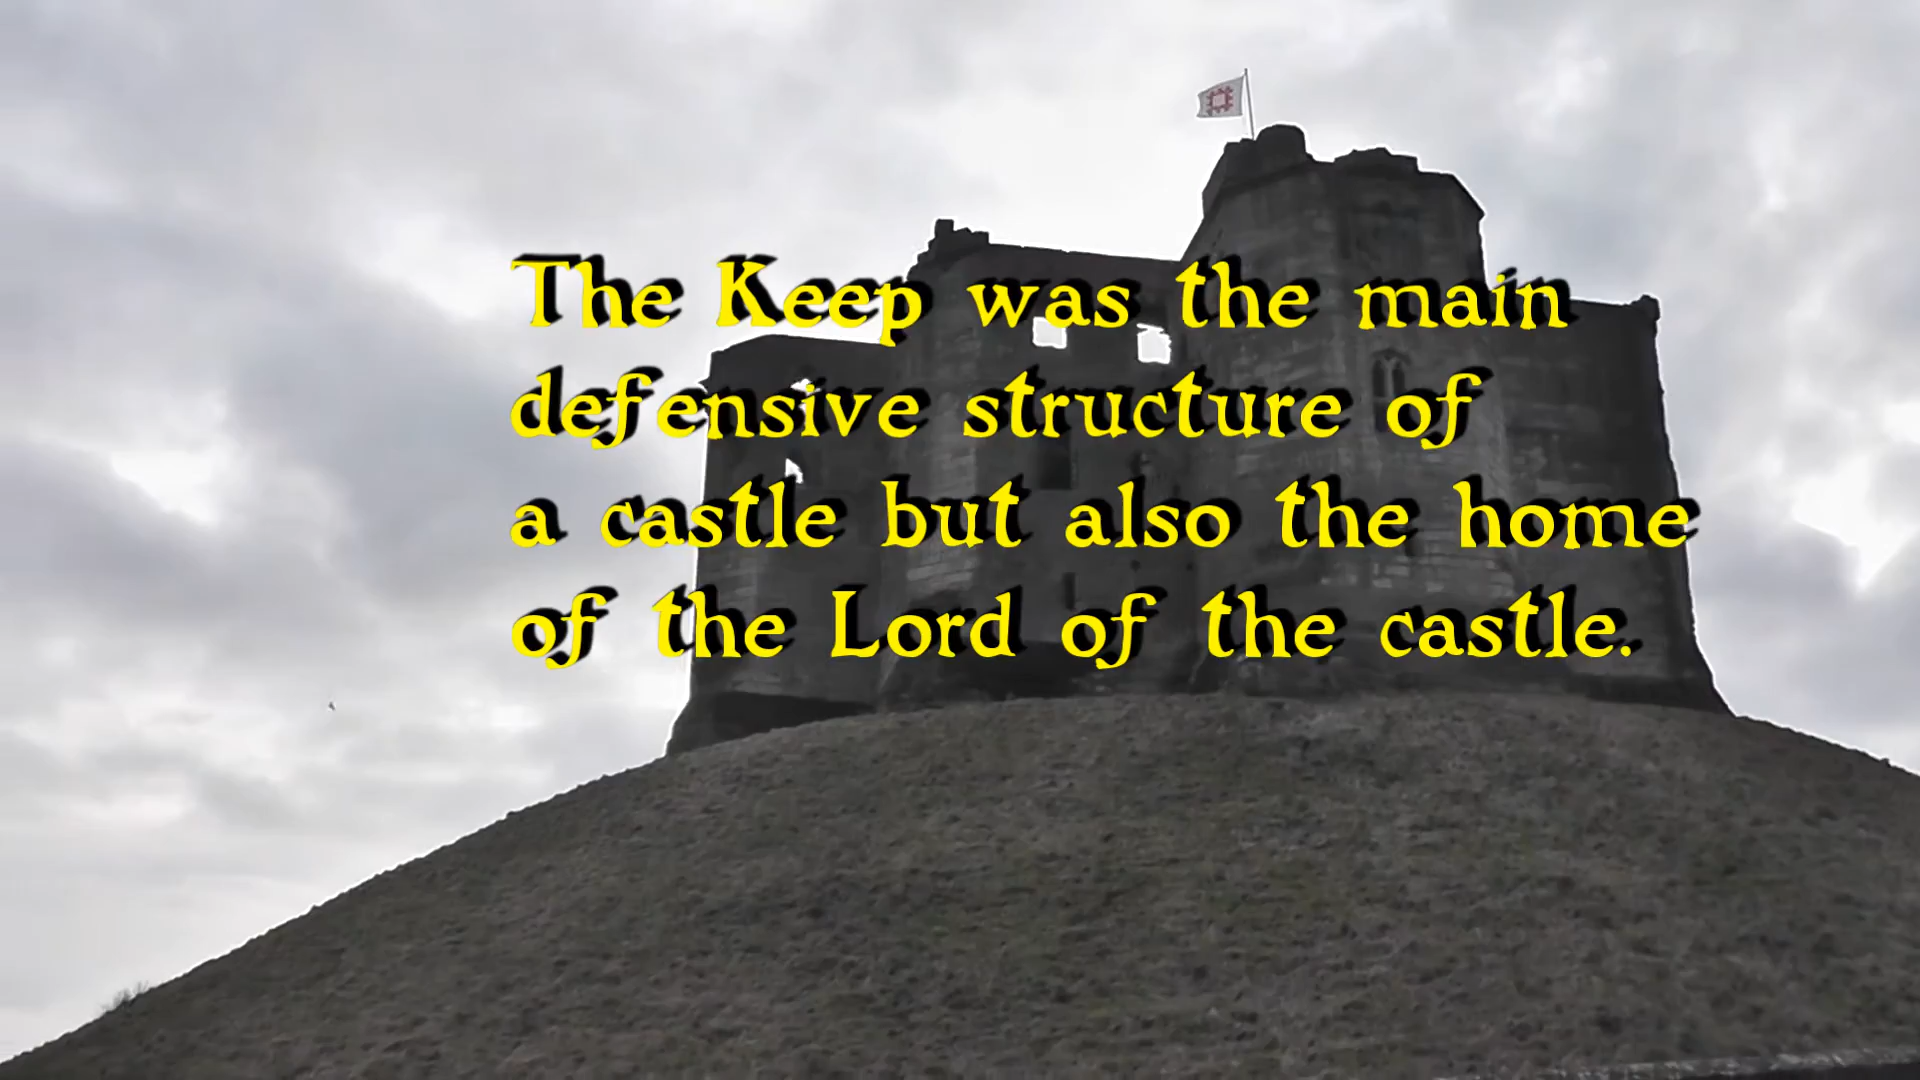 The Keep was the main
defensive structure of
a castle but also the home
of the Lord of the castle.